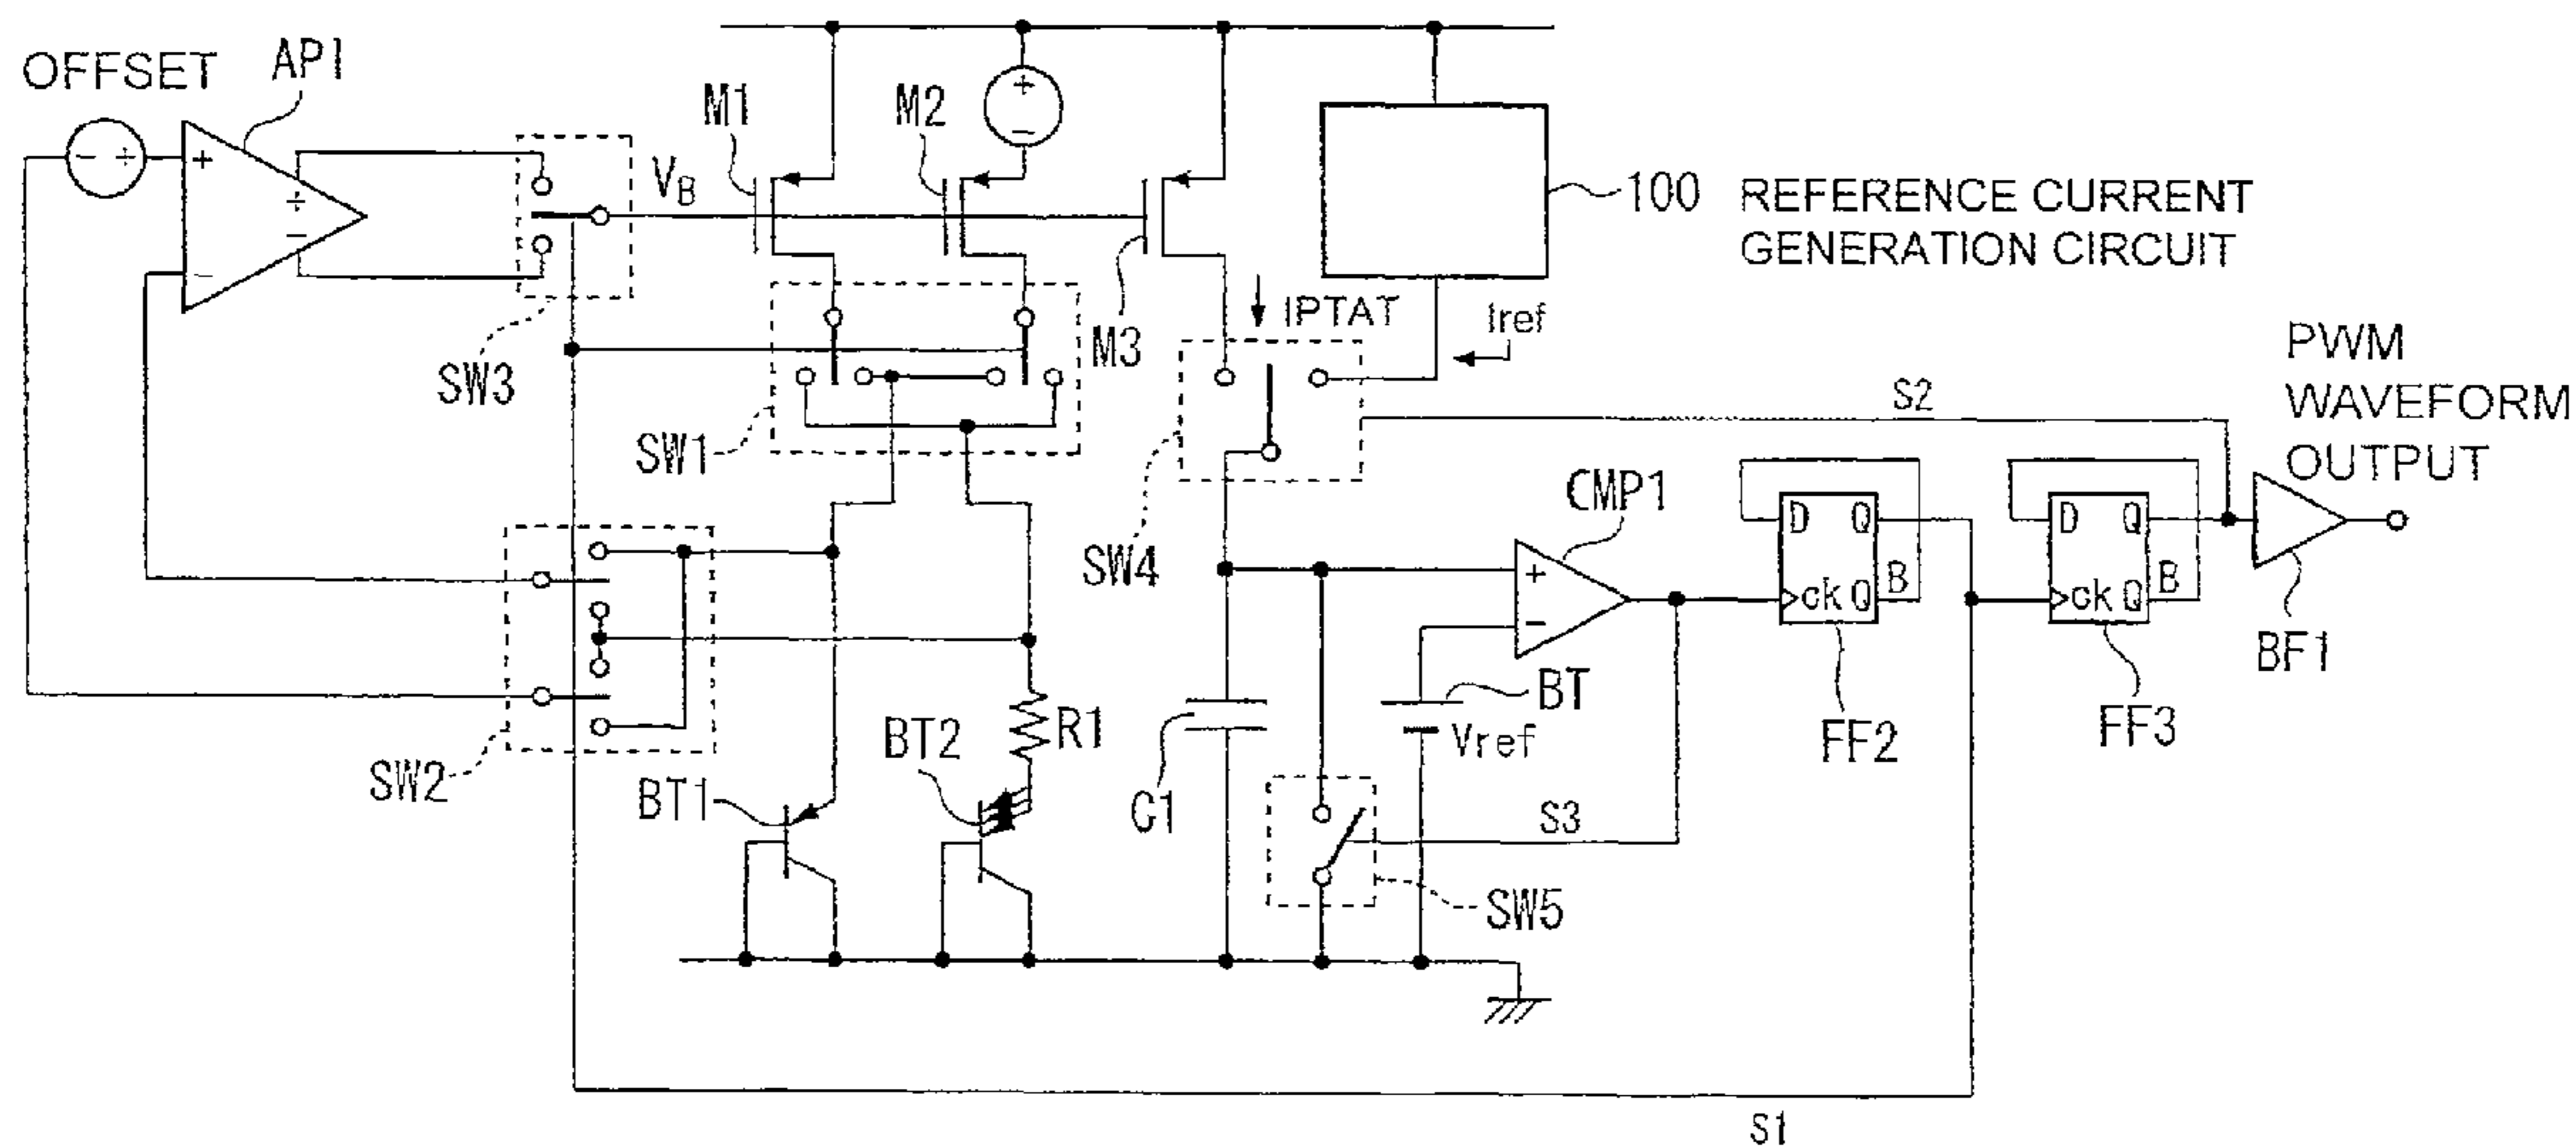 OFFSET
AP1
M1
M2
VB
M3
100
REFERENCE CURRENT
GENERATION CIRCUIT
IPTAT
Iref
SW3
SW1
SW4
S2
PWM
WAVEFORM
OUTPUT
CMP1
D
Q
ck
Q
B
FF2
D
Q
ck
Q
B
FF3
BF1
SW2
BT1
BT2
R1
C1
BT
Vref
S3
SW5
S1